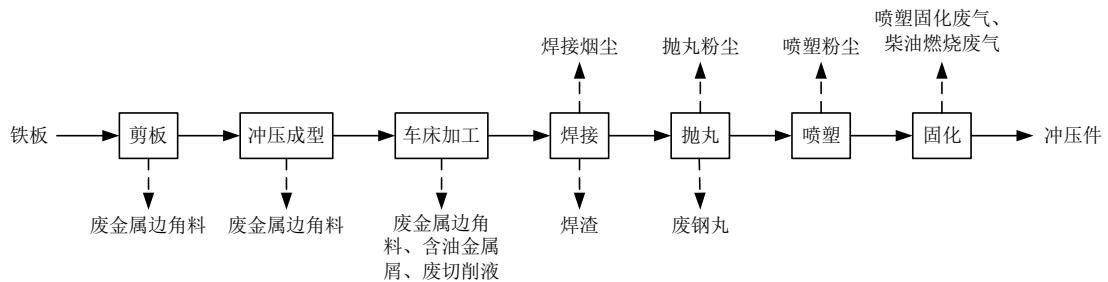 喷塑固化废气、
柴油燃烧废气
焊接烟尘
抛丸粉尘
喷塑粉尘
铁板
剪板
冲压成型
车床加工
焊接
抛丸
喷塑
固化
冲压件
废金属边角料
废金属边角料
废金属边角
料、含油金属
屑、废切削液
焊渣
废钢丸